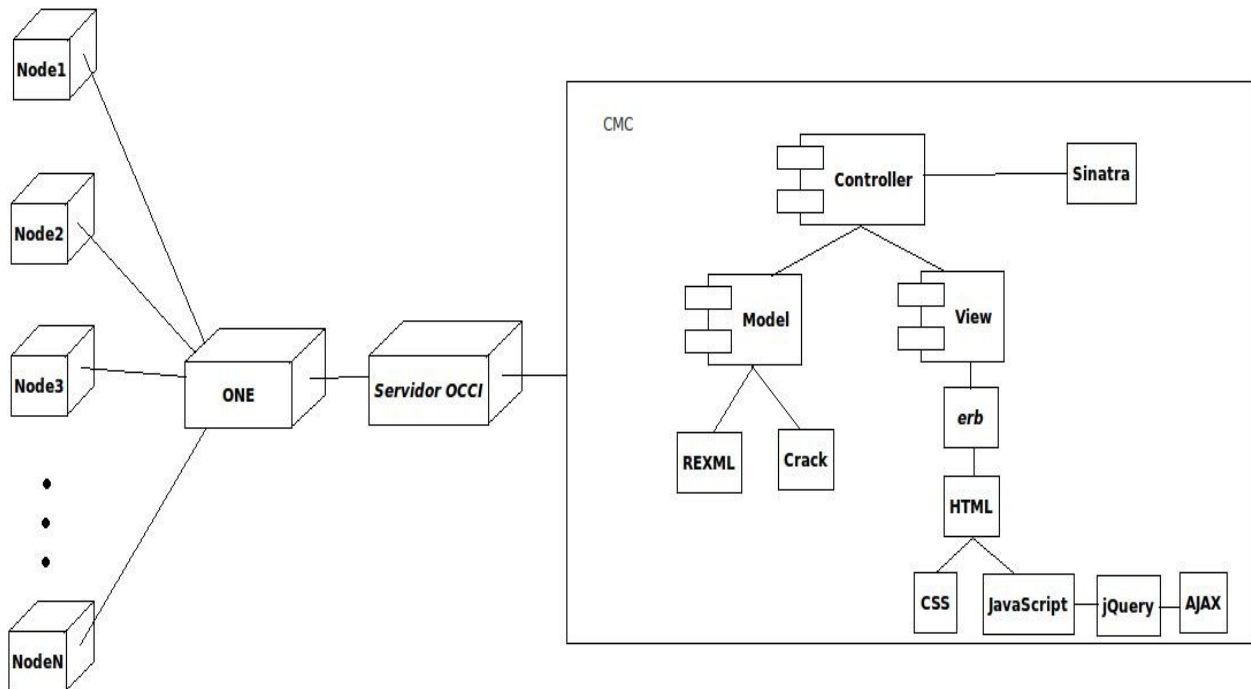 Node1
CMC
Controller
Sinatra
Node2
Model
View
Node3
ONE
Servidor OCCI
erb
REXML
Crack
HTML
CSS
JavaScript
jQuery
AJAX
NodeN